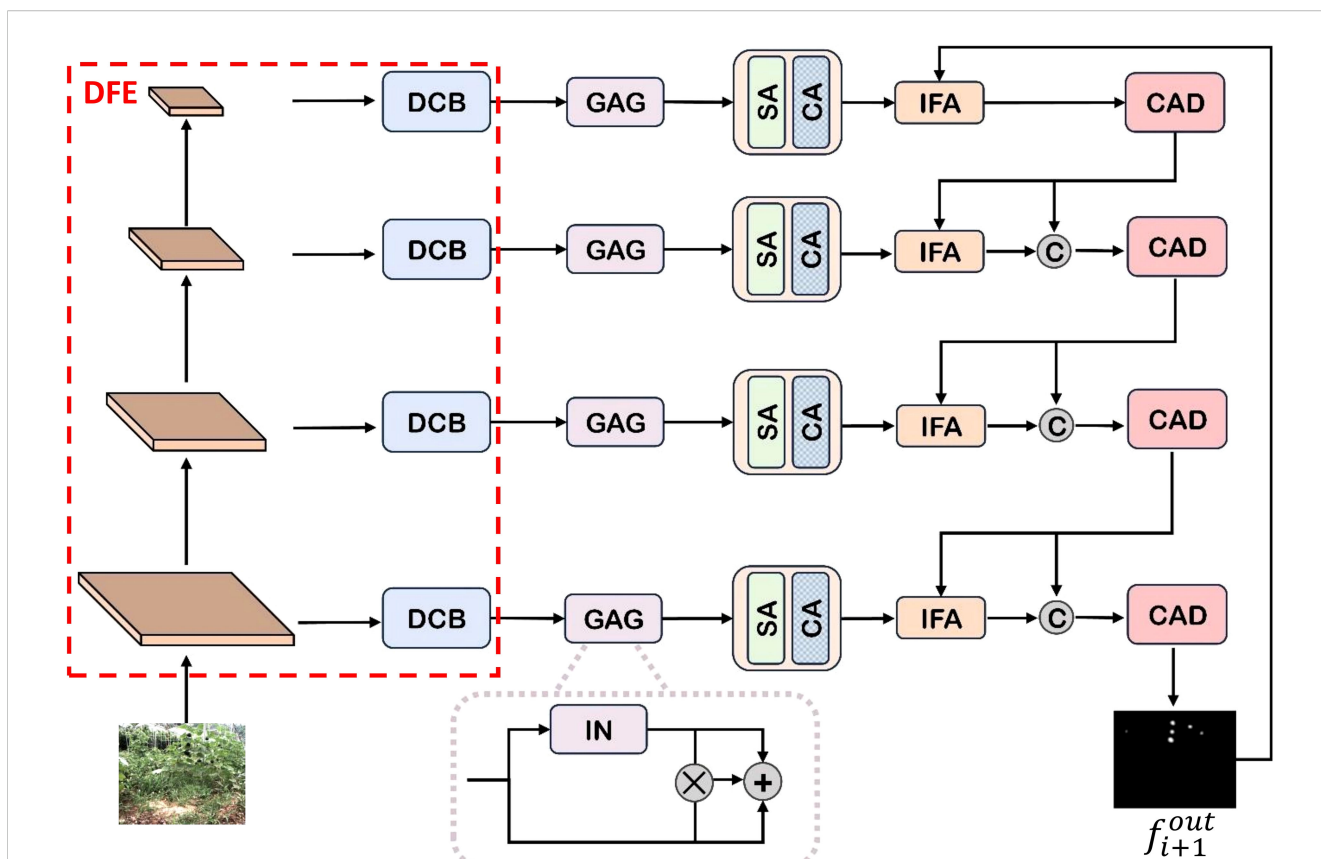 DFE
DCB GAG SA CA IFA CAD
DCB GAG SA CA IFA C CAD
DCB GAG SA CA IFA C CAD
DCB GAG SA CA IFA C CAD
IN
× +
f_{i+1}^{out}